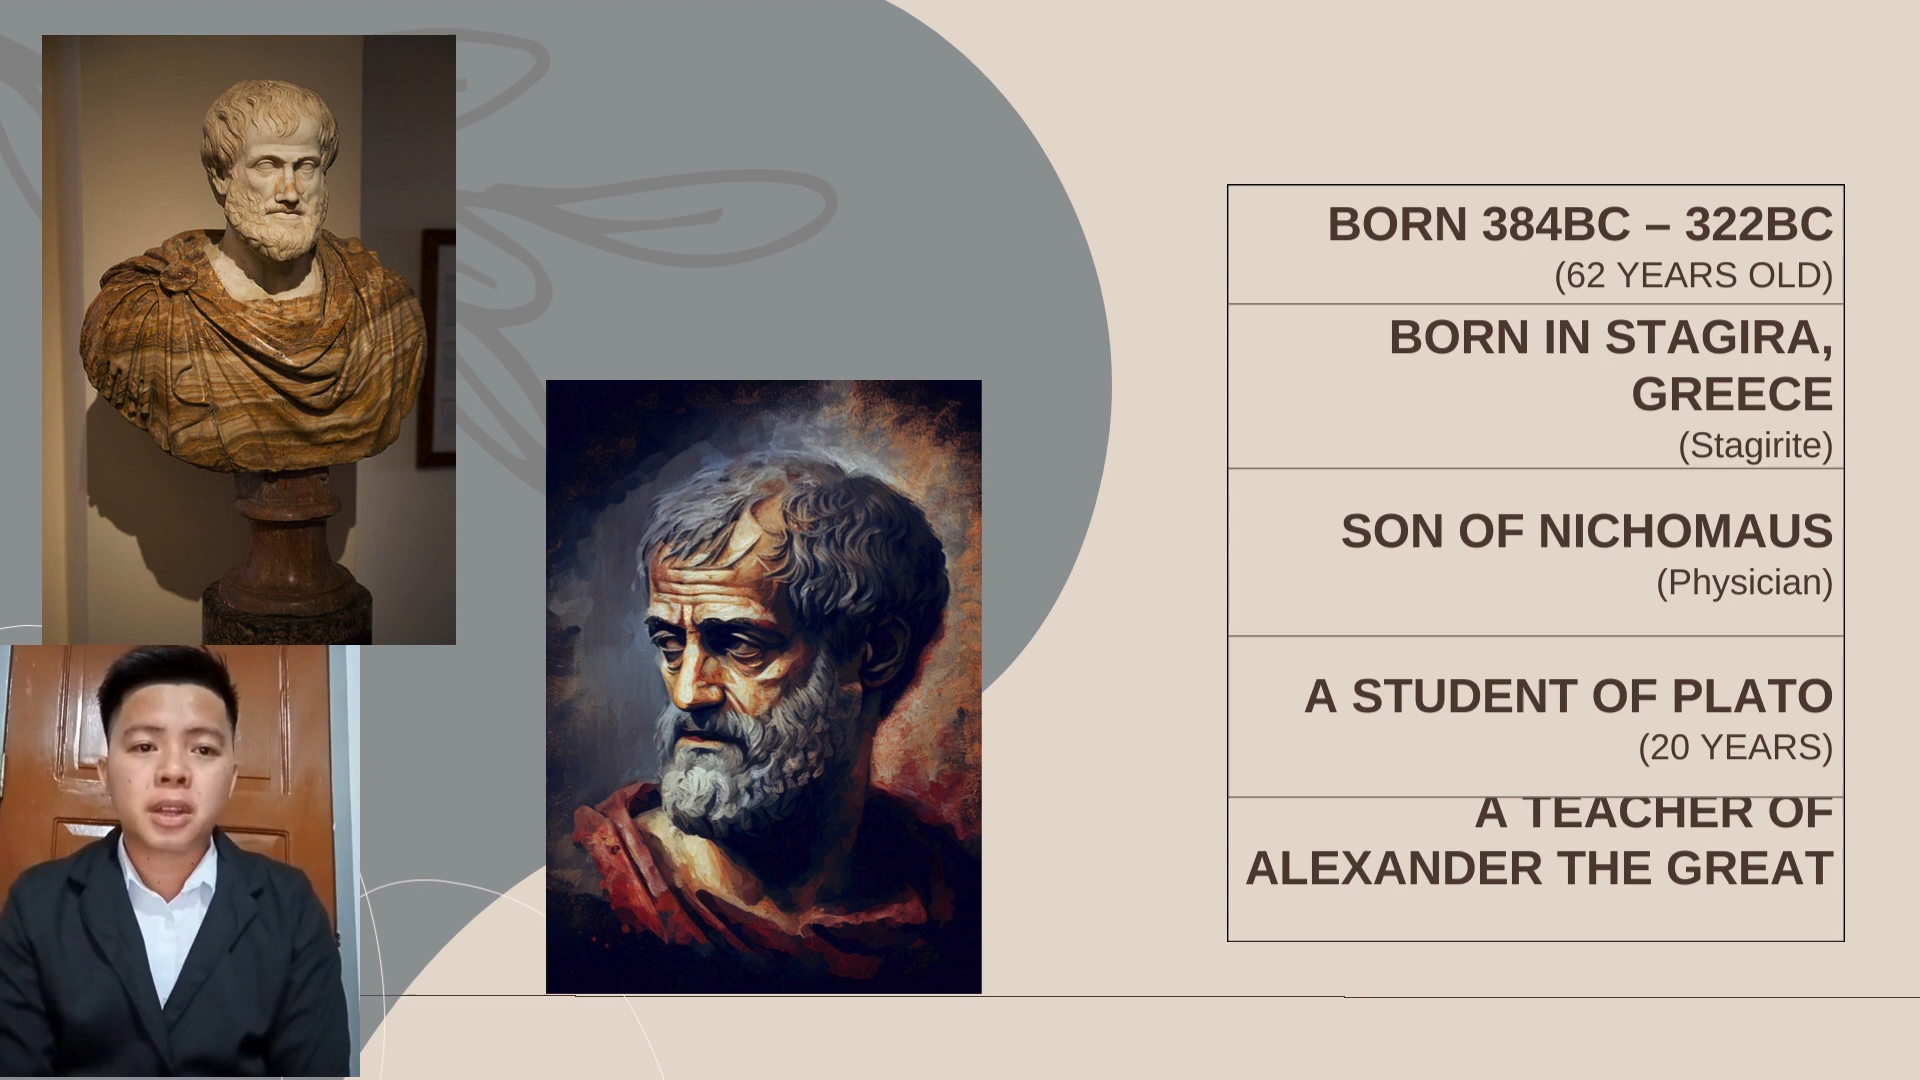 BORN 384BC – 322BC
(62 YEARS OLD)
BORN IN STAGIRA,
GREECE
(Stagirite)
SON OF NICHOMAUS
(Physician)
A STUDENT OF PLATO
(20 YEARS)
A TEACHER OF
ALEXANDER THE GREAT